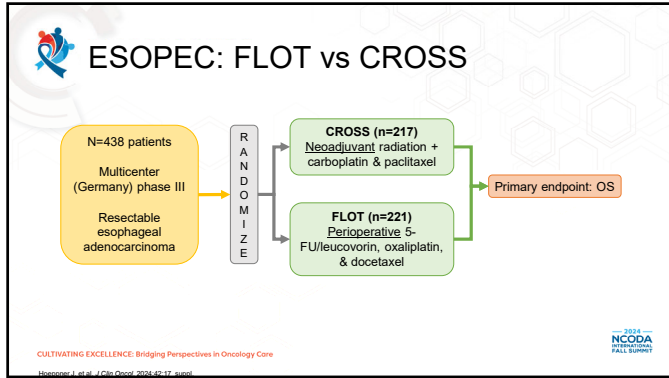 ESOPEC: FLOT vs CROSS
N=438 patients
Multicenter
(Germany) phase III
Resectable
esophageal
adenocarcinoma
R
A
N
D
O
M
I
Z
E
CROSS (n=217)
Neoadjuvant radiation +
carboplatin & paclitaxel
FLOT (n=221)
Perioperative 5-
FU/leucovorin, oxaliplatin,
& docetaxel
Primary endpoint: OS
CULTIVATING EXCELLENCE: Bridging Perspectives in Oncology Care
Hoeppner J, et al. J Clin Oncol. 2024;42:17_suppl.
2024
NCODA
INTERNATIONAL
FALL SUMMIT